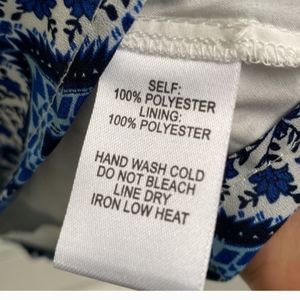 SELF:
100% POLYESTER
LINING:
100% POLYESTER
HAND WASH COLD
DO NOT BLEACH
LINE DRY
IRON LOW HEAT